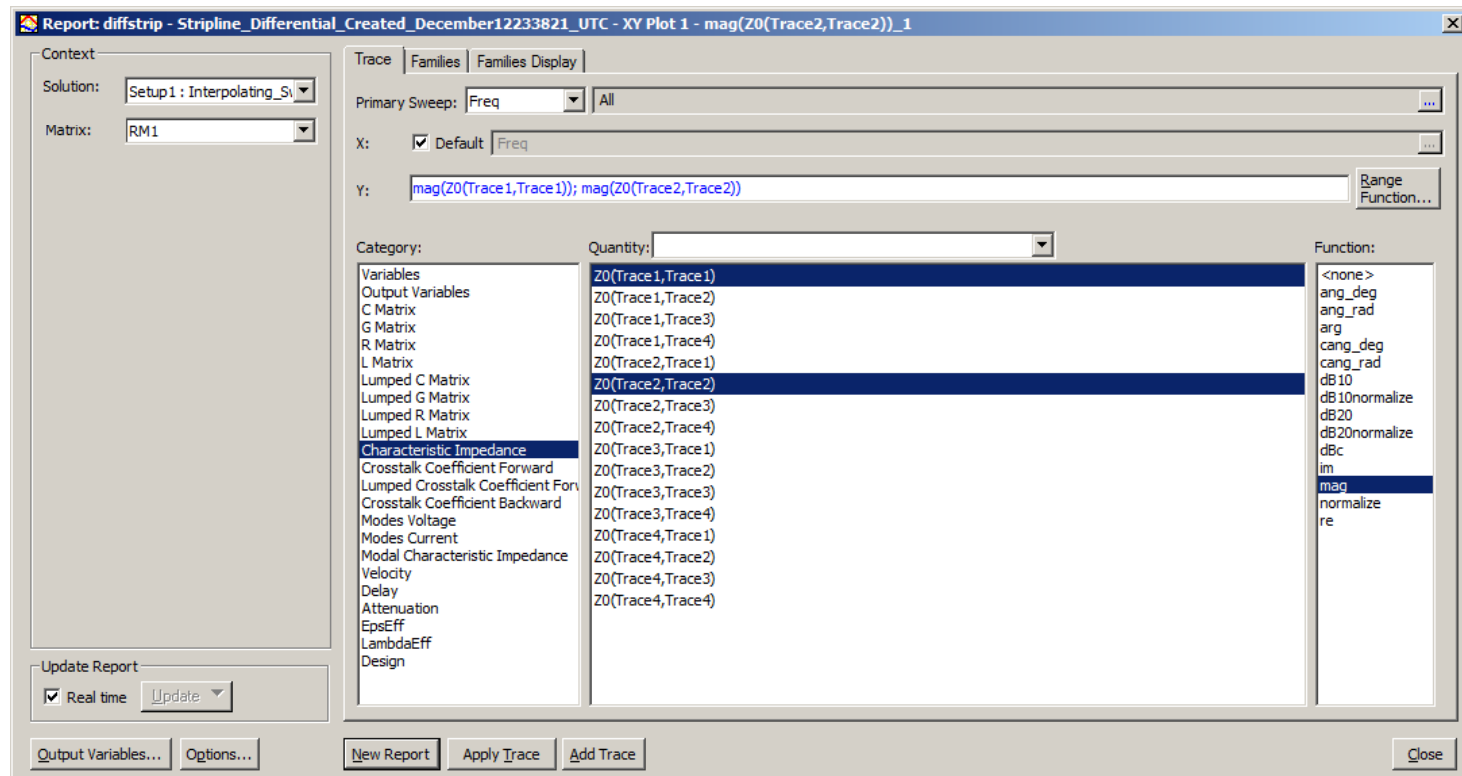 Report: diffstrip - Stripline_Differential_Created_December12233821_UTC - XY Plot 1 - mag(Z0(Trace2,Trace2))_1
Context
Solution: Setup1 : Interpolating_Sv
Matrix: RM1
Update Report
Real time Update
Output Variables... Options...
Trace Families Families Display
Primary Sweep: Freq All ...
X: Default Freq ...
Y: mag(Z0(Trace1,Trace1)); mag(Z0(Trace2,Trace2))
Range
Function...
Category:
Variables
Output Variables
C Matrix
G Matrix
R Matrix
L Matrix
Lumped C Matrix
Lumped G Matrix
Lumped R Matrix
Lumped L Matrix
Characteristic Impedance
Crosstalk Coefficient Forward
Lumped Crosstalk Coefficient Forv
Crosstalk Coefficient Backward
Modes Voltage
Modes Current
Modal Characteristic Impedance
Velocity
Delay
Attenuation
EpsEff
LambdaEff
Design
Quantity:
Z0(Trace1,Trace1)
Z0(Trace1,Trace2)
Z0(Trace1,Trace3)
Z0(Trace1,Trace4)
Z0(Trace2,Trace1)
Z0(Trace2,Trace2)
Z0(Trace2,Trace3)
Z0(Trace2,Trace4)
Z0(Trace3,Trace1)
Z0(Trace3,Trace2)
Z0(Trace3,Trace3)
Z0(Trace3,Trace4)
Z0(Trace4,Trace1)
Z0(Trace4,Trace2)
Z0(Trace4,Trace3)
Z0(Trace4,Trace4)
Function:
<none>
ang_deg
ang_rad
arg
cang_deg
cang_rad
dB10
dB10normalize
dB20
dB20normalize
dBc
im
mag
normalize
re
New Report Apply Trace Add Trace Close